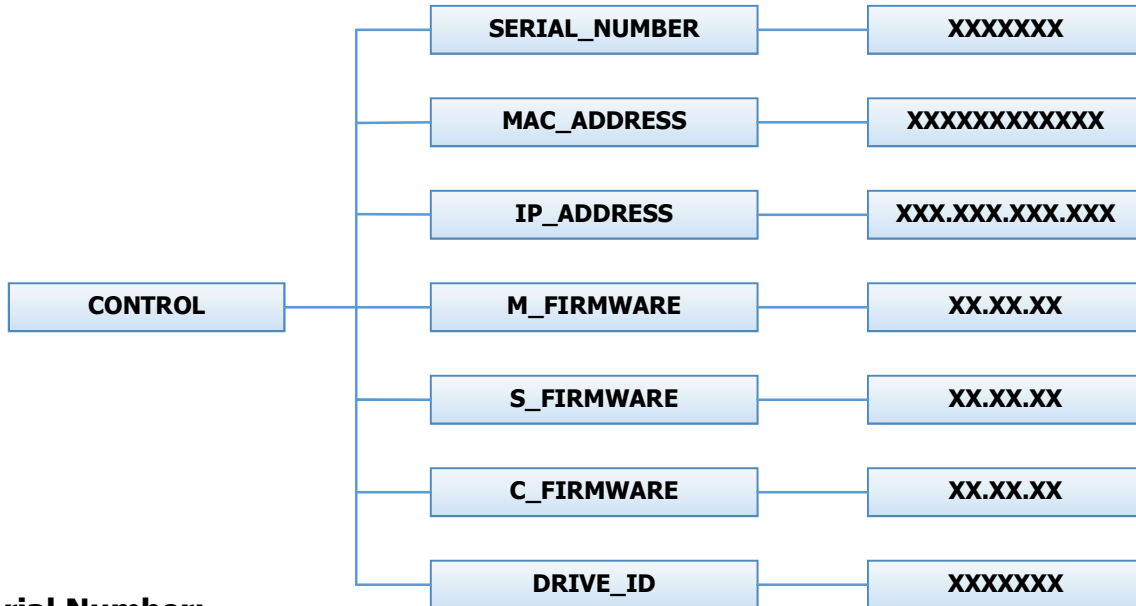 SERIAL_NUMBER XXXXXXX
MAC_ADDRESS XXXXXXXXXXXX
IP_ADDRESS XXX.XXX.XXX.XXX
CONTROL M_FIRMWARE XX.XX.XX
S_FIRMWARE XX.XX.XX
C_FIRMWARE XX.XX.XX
DRIVE_ID XXXXXXX